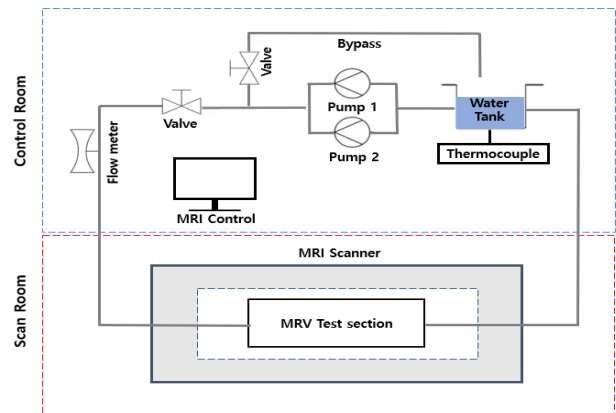 Control Room
Bypass
Valve
Valve
Pump 1
Pump 2
Water
Tank
Thermocouple
Flow meter
MRI Control
Scan Room
MRI Scanner
MRV Test section